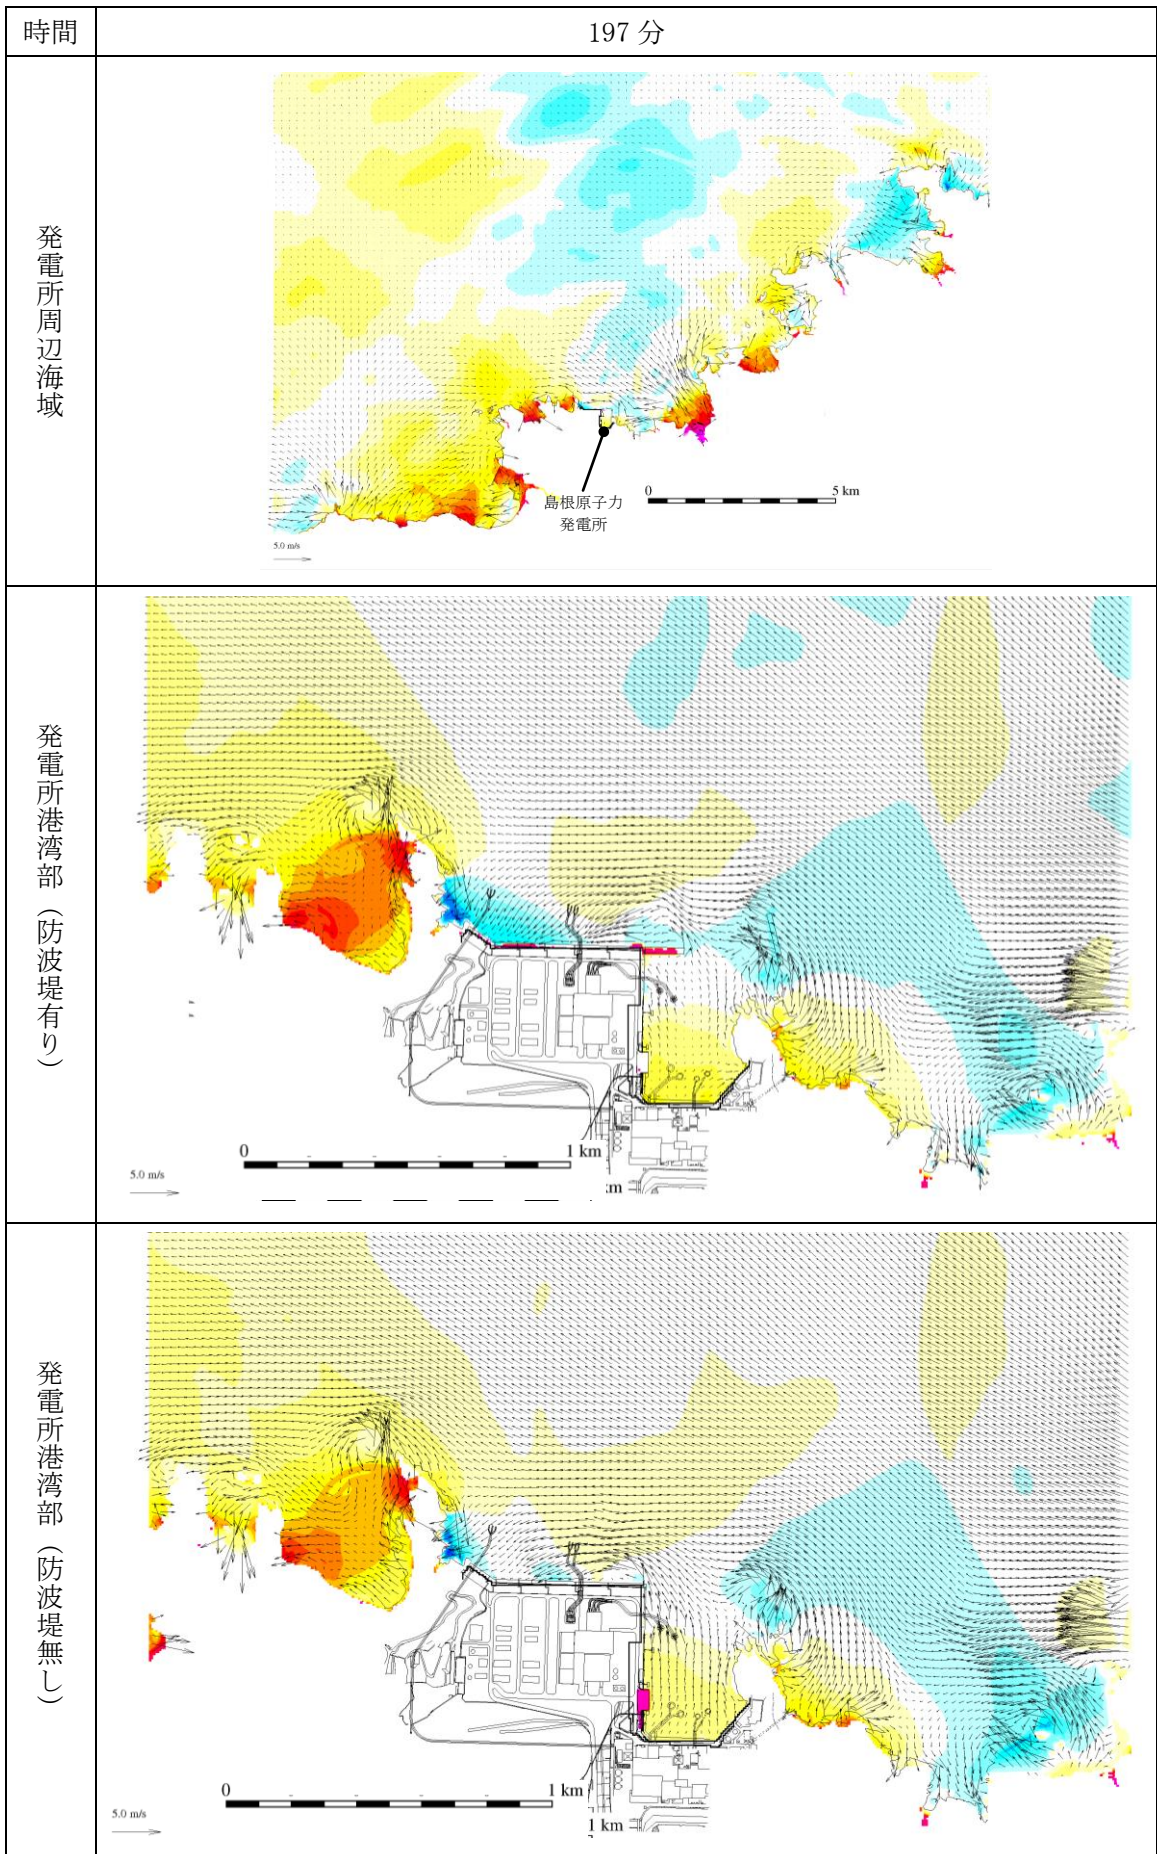 時間
197 分
発電所周辺海域
島根原子力
発電所
0
5 km
5.0 m/s
発電所港湾部（防波堤有り）
0
1 km
5.0 m/s
km
発電所港湾部（防波堤無し）
0
1 km
5.0 m/s
1 km